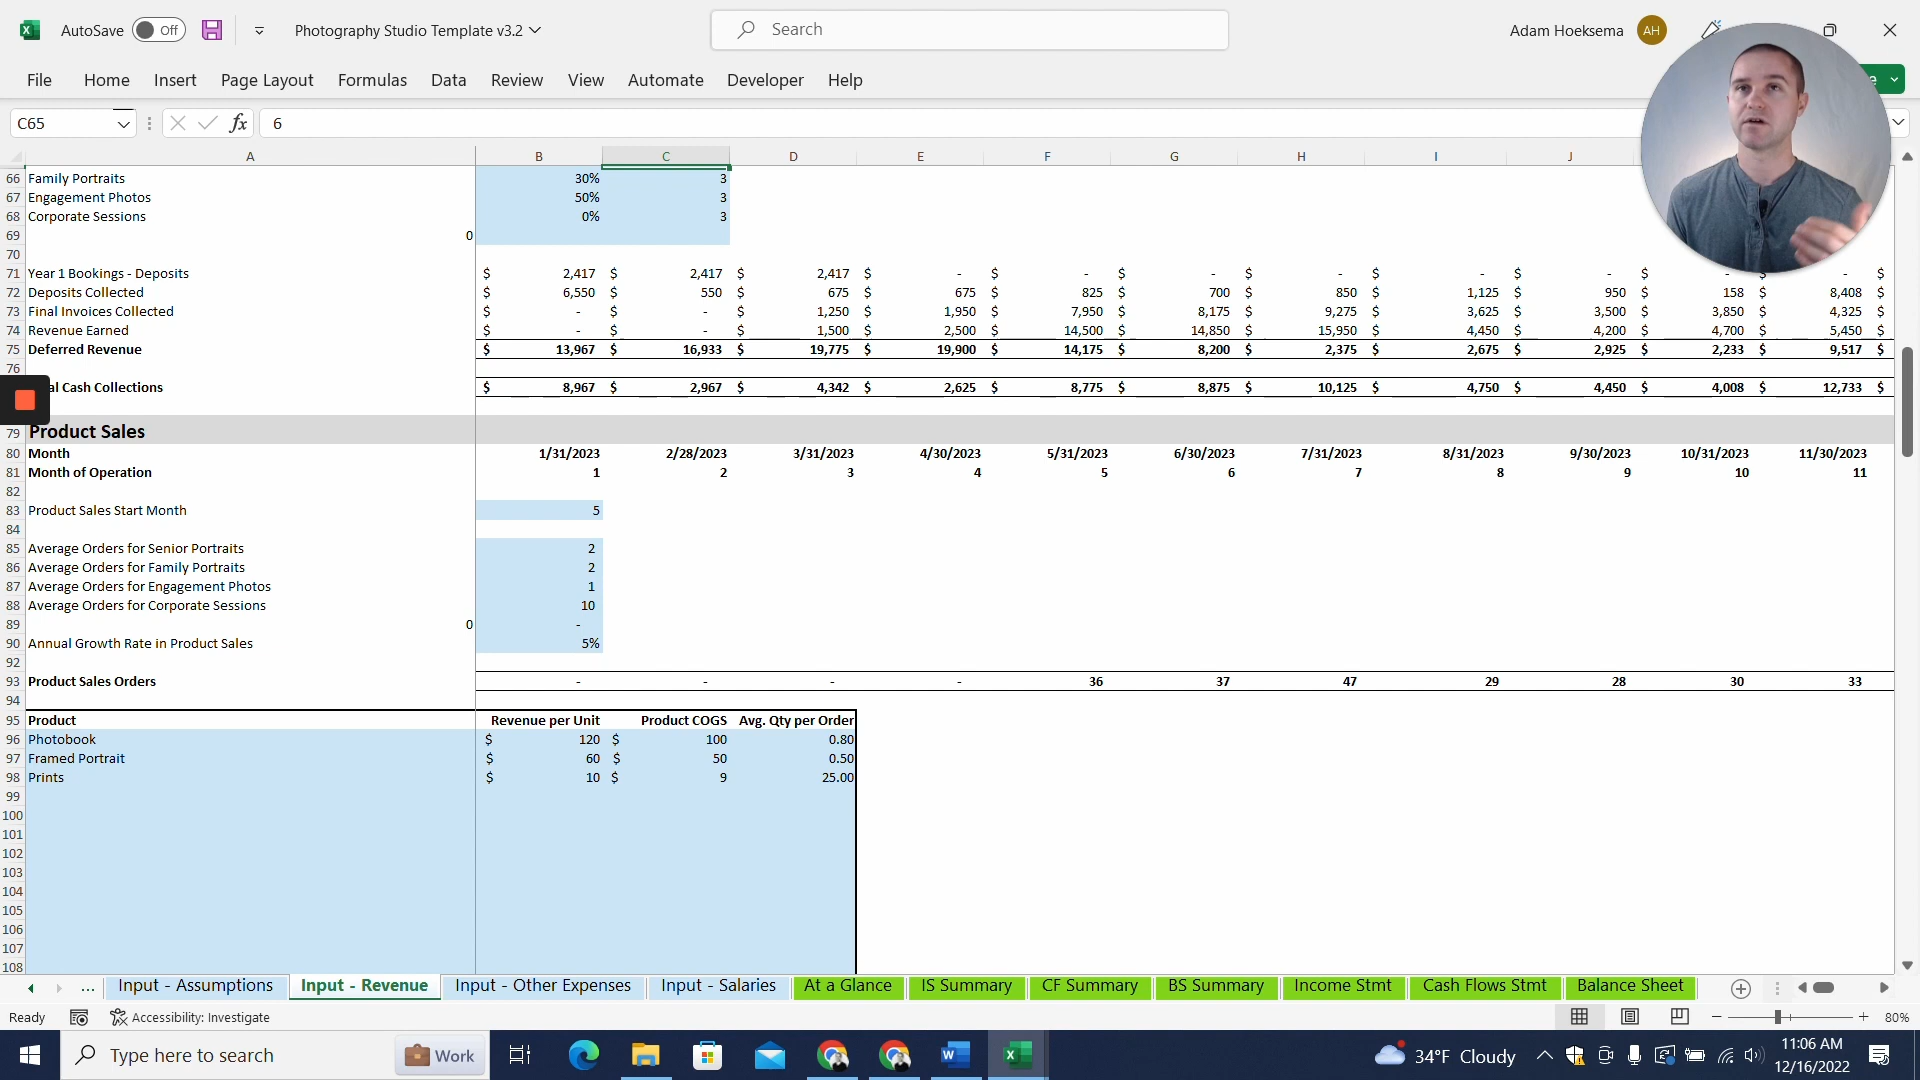 AutoSave Off Photography Studio Template v3.2 Search Adam Hoeksema AH
File Home Insert Page Layout Formulas Data Review View Automate Developer Help
C65 fx 6
A B C D E F G H I J
66 Family Portraits 30% 3
67 Engagement Photos 50% 3
68 Corporate Sessions 0% 3
69 0
70
71 Year 1 Bookings - Deposits $ 2,417 $ 2,417 $ 2,417 $ - $ - $ - $ - $ - $ - $ - $ - $
72 Deposits Collected $ 6,550 $ 550 $ 675 $ 675 $ 825 $ 700 $ 850 $ 1,125 $ 950 $ 158 $ 8,408 $
73 Final Invoices Collected $ - $ - $ 1,250 $ 1,950 $ 7,950 $ 8,175 $ 9,275 $ 3,625 $ 3,500 $ 3,850 $ 4,325 $
74 Revenue Earned $ - $ - $ 1,500 $ 2,500 $ 14,500 $ 14,850 $ 15,950 $ 4,450 $ 4,200 $ 4,700 $ 5,450 $
75 Deferred Revenue $ 13,967 $ 16,933 $ 19,775 $ 19,900 $ 14,175 $ 8,200 $ 2,375 $ 2,675 $ 2,925 $ 2,233 $ 9,517 $
76
al Cash Collections $ 8,967 $ 2,967 $ 4,342 $ 2,625 $ 8,775 $ 8,875 $ 10,125 $ 4,750 $ 4,450 $ 4,008 $ 12,733 $
79 Product Sales
80 Month 1/31/2023 2/28/2023 3/31/2023 4/30/2023 5/31/2023 6/30/2023 7/31/2023 8/31/2023 9/30/2023 10/31/2023 11/30/2023
81 Month of Operation 1 2 3 4 5 6 7 8 9 10 11
82
83 Product Sales Start Month 5
84
85 Average Orders for Senior Portraits 2
86 Average Orders for Family Portraits 2
87 Average Orders for Engagement Photos 1
88 Average Orders for Corporate Sessions 10
89 0 -
90 Annual Growth Rate in Product Sales 5%
92
93 Product Sales Orders - - - - 36 37 47 29 28 30 33
94
95 Product Revenue per Unit Product COGS Avg. Qty per Order
96 Photobook $ 120 $ 100 0.80
97 Framed Portrait $ 60 $ 50 0.50
98 Prints $ 10 $ 9 25.00
99
100
101
102
103
104
105
106
107
108
... Input - Assumptions Input - Revenue Input - Other Expenses Input - Salaries At a Glance IS Summary CF Summary BS Summary Income Stmt Cash Flows Stmt Balance Sheet
Ready Accessibility: Investigate 80%
Type here to search Work 34°F Cloudy 11:06 AM
12/16/2022